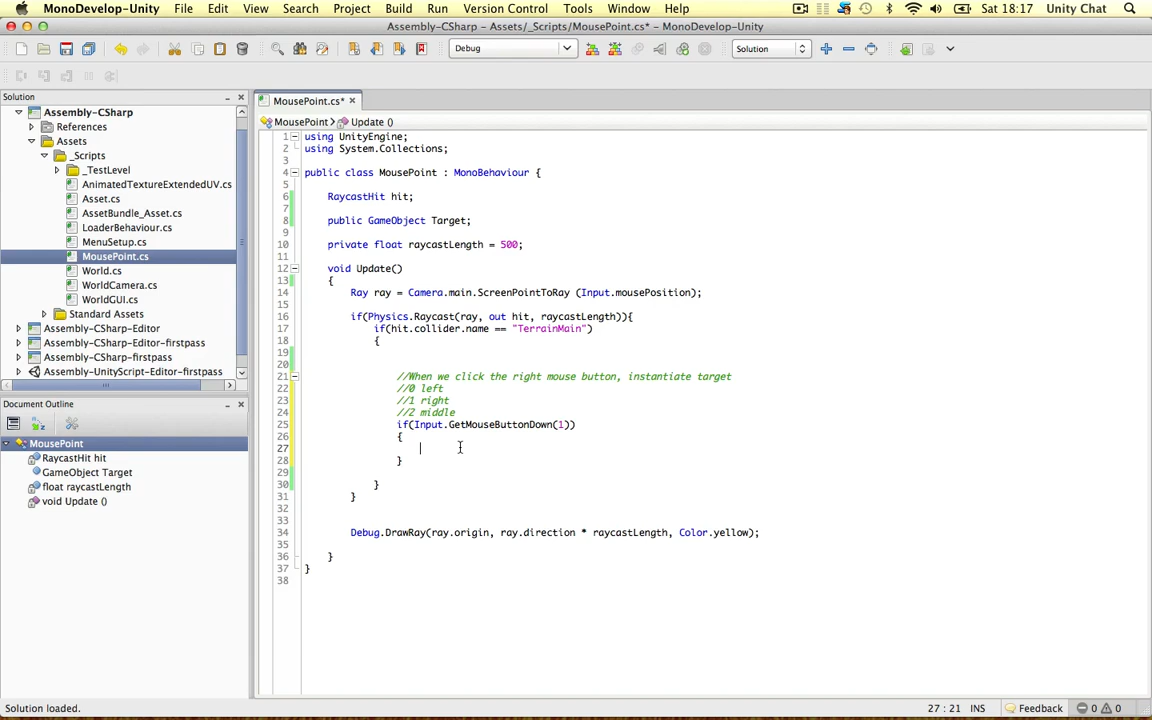 MonoDevelop-Unity File Edit View Search Project Build Run Version Control Tools Window Help Sat 18:17 Unity Chat
Assembly-CSharp – Assets/_Scripts/MousePoint.cs* – MonoDevelop-Unity
Debug Solution
Solution
Assembly-CSharp
References
Assets
_Scripts
_TestLevel
AnimatedTextureExtendedUV.cs
Asset.cs
AssetBundle_Asset.cs
LoaderBehaviour.cs
MenuSetup.cs
MousePoint.cs
World.cs
WorldCamera.cs
WorldGUI.cs
Standard Assets
Assembly-CSharp-Editor
Assembly-CSharp-Editor-firstpass
Assembly-CSharp-firstpass
Assembly-UnityScript-Editor-firstpass
Document Outline
MousePoint
RaycastHit hit
GameObject Target
float raycastLength
void Update ()
MousePoint.cs*
MousePoint Update ()
1 using UnityEngine;
2 using System.Collections;
3
4 public class MousePoint : MonoBehaviour {
5
6 RaycastHit hit;
7
8 public GameObject Target;
9
10 private float raycastLength = 500;
11
12 void Update()
13 {
14 Ray ray = Camera.main.ScreenPointToRay (Input.mousePosition);
15
16 if(Physics.Raycast(ray, out hit, raycastLength)){
17 if(hit.collider.name == "TerrainMain")
18 {
19
20
21 //When we click the right mouse button, instantiate target
22 //0 left
23 //1 right
24 //2 middle
25 if(Input.GetMouseButtonDown(1))
26 {
27
28 }
29
30 }
31 }
32
33
34 Debug.DrawRay(ray.origin, ray.direction * raycastLength, Color.yellow);
35
36 }
37 }
38
Solution loaded. 27 : 21 INS Feedback 0 0